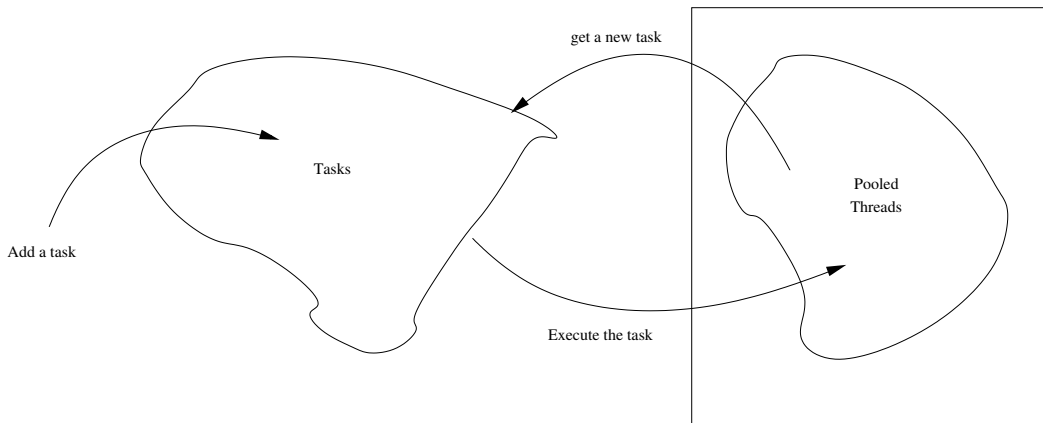 get a new task
Tasks
Pooled
Threads
Add a task
Execute the task